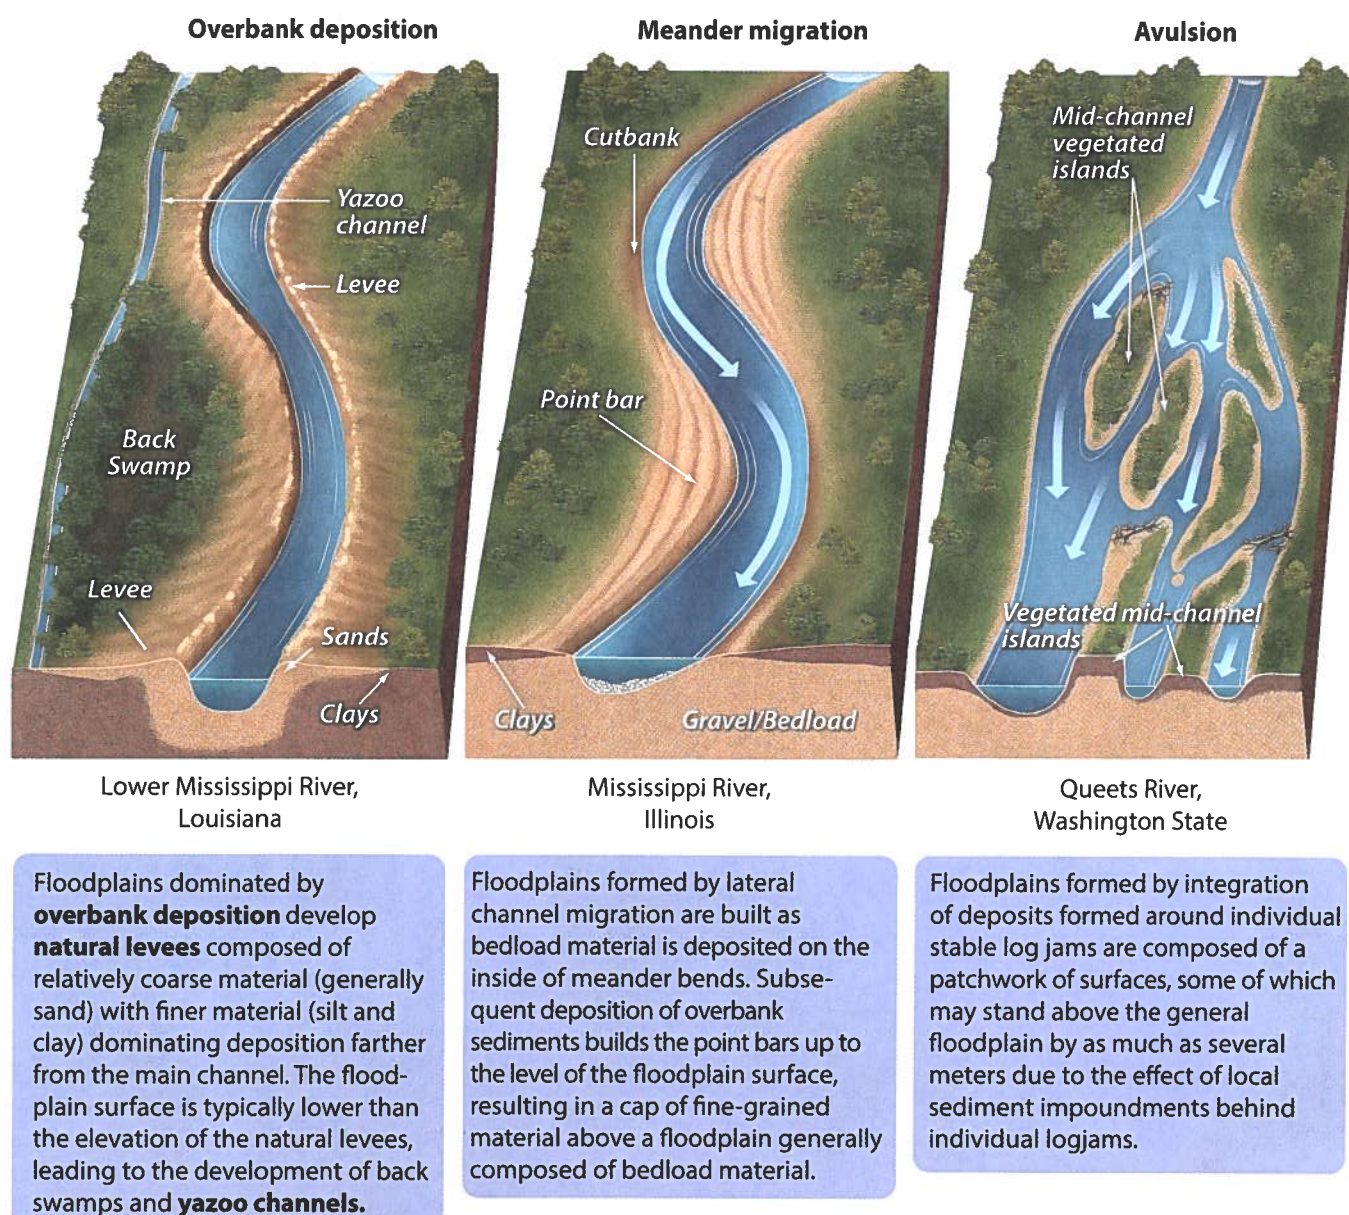 Overbank deposition
Yazoo
channel
Levee
Back
Swamp
Levee
Sands
Clays
Lower Mississippi River,
Louisiana
Floodplains dominated by
overbank deposition develop
natural levees composed of
relatively coarse material (generally
sand) with finer material (silt and
clay) dominating deposition farther
from the main channel. The flood-
plain surface is typically lower than
the elevation of the natural levees,
leading to the development of back
swamps and yazoo channels.
Meander migration
Cutbank
Point bar
Clays
Gravel/Bedload
Mississippi River,
Illinois
Floodplains formed by lateral
channel migration are built as
bedload material is deposited on the
inside of meander bends. Subse-
quent deposition of overbank
sediments builds the point bars up to
the level of the floodplain surface,
resulting in a cap of fine-grained
material above a floodplain generally
composed of bedload material.
Avulsion
Mid-channel
vegetated
islands
Vegetated mid-channel
islands
Queets River,
Washington State
Floodplains formed by integration
of deposits formed around individual
stable log jams are composed of a
patchwork of surfaces, some of which
may stand above the general
floodplain by as much as several
meters due to the effect of local
sediment impoundments behind
individual logjams.